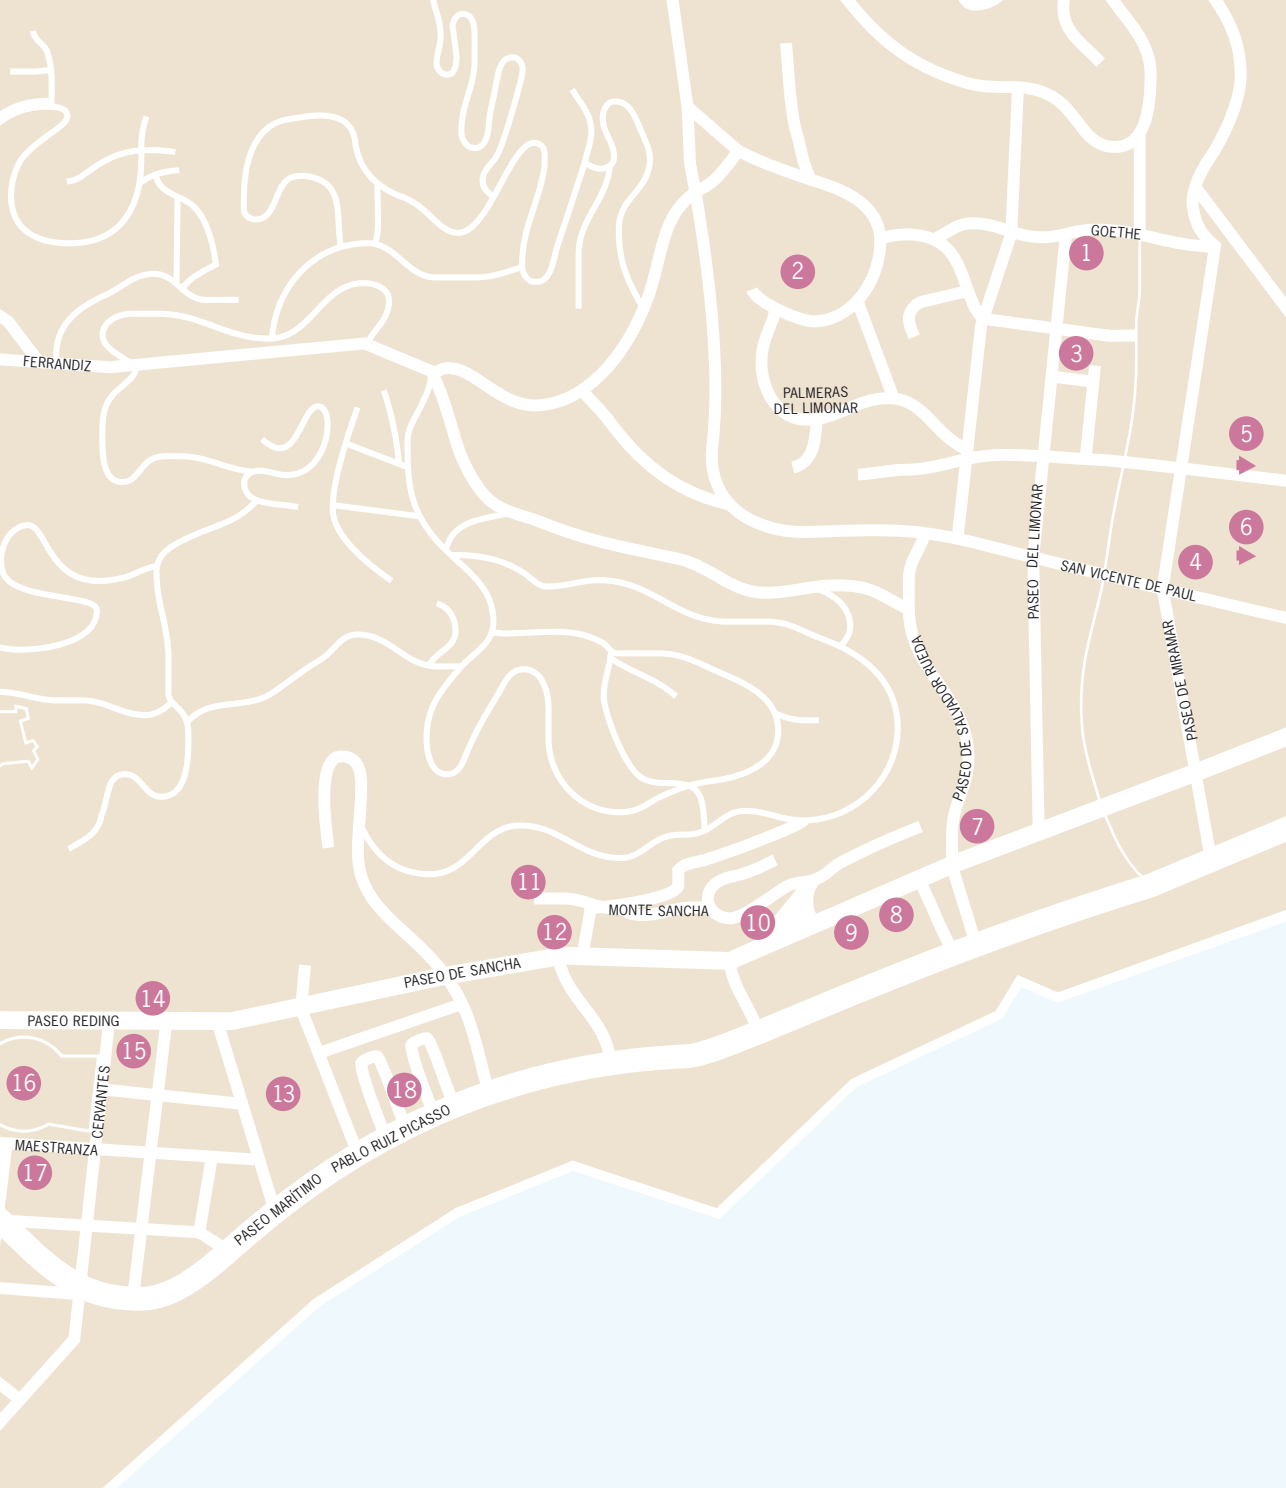 GOETHE
1
2
3
FERRANDIZ
PALMERAS
DEL LIMONAR
5
PASEO DEL LIMONAR
6
4
SAN VICENTE DE PAUL
PASEO DE MIRAMAR
PASEO DE SALVADOR RUEDA
7
11
MONTE SANCHA
10
8
9
12
PASEO DE SANCHA
14
PASEO REDING
15
16
CERVANTES
13
18
MAESTRANZA
17
PASEO MARÍTIMO PABLO RUIZ PICASSO